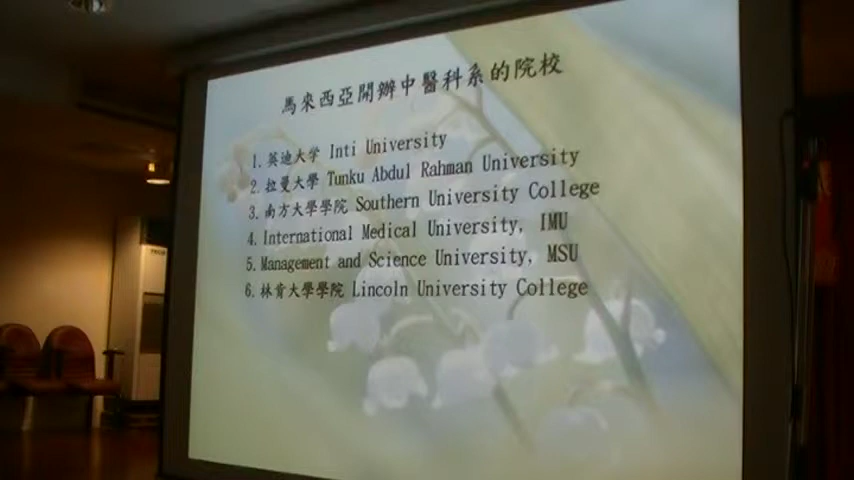 馬來西亞開辦中醫科系的院校
1. 英迪大学 Inti University
2. 拉曼大學 Tunku Abdul Rahman University
3. 南方大學學院 Southern University College
4. International Medical University, IMU
5. Management and Science University, MSU
6. 林肯大學學院 Lincoln University College